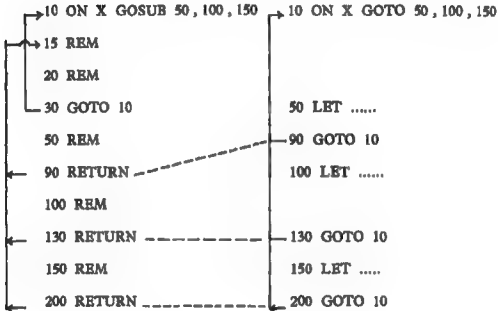 10 ON X GOSUB 50 , 100 , 150
15 REM
20 REM
30 GOTO 10
50 REM
90 RETURN
100 REM
130 RETURN
150 REM
200 RETURN
10 ON X GOTO 50 , 100 , 150
50 LET ......
90 GOTO 10
100 LET ......
130 GOTO 10
150 LET .....
200 GOTO 10